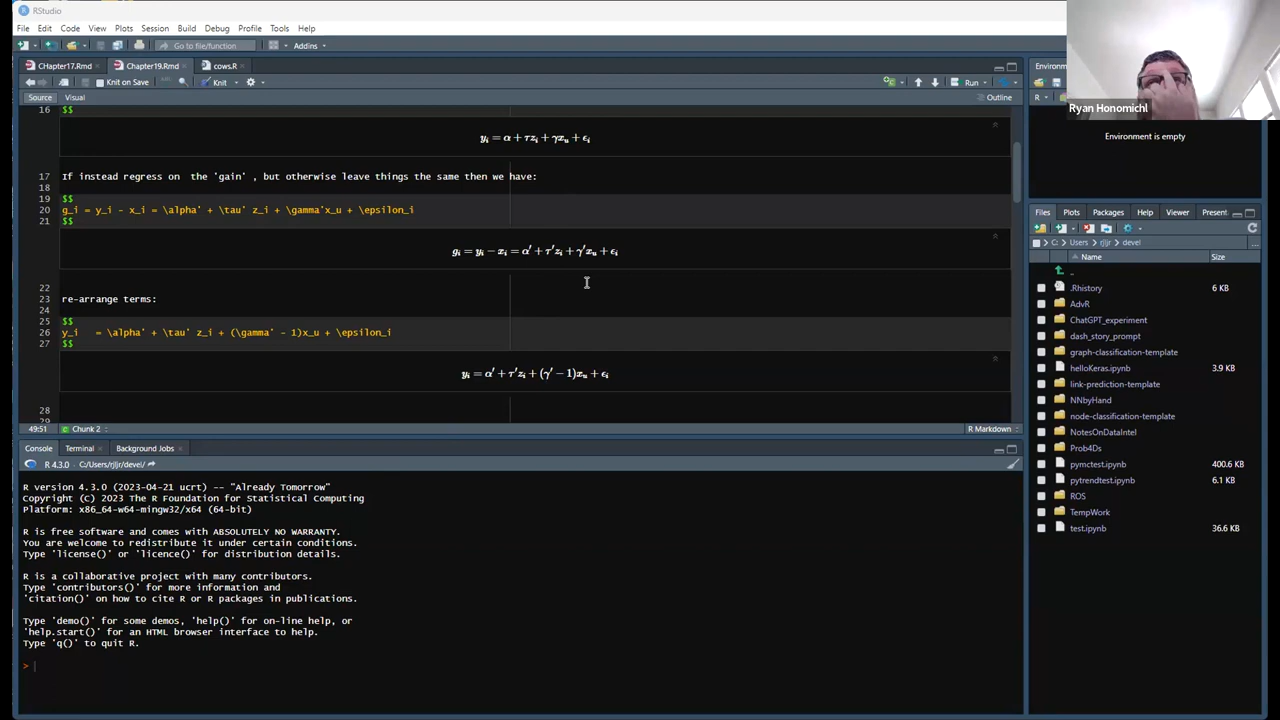 RStudio
File Edit Code View Plots Session Build Debug Profile Tools Help
Go to file/function Addins
CHapter17.Rmd Chapter19.Rmd cows.R
Knit on Save Knit Run
Source Visual Outline
16 $$
yᵢ = α + τzᵢ + γxᵤ + ϵᵢ
17 If instead regress on the 'gain' , but otherwise leave things the same then we have:
18
19 $$
20 g_i = y_i - x_i = \alpha' + \tau' z_i + \gamma'x_u + \epsilon_i
21 $$
gᵢ = yᵢ − xᵢ = α′ + τ′zᵢ + γ′xᵤ + ϵᵢ
22
23 re-arrange terms:
24
25 $$
26 y_i = \alpha' + \tau' z_i + (\gamma' - 1)x_u + \epsilon_i
27 $$
yᵢ = α′ + τ′zᵢ + (γ′ − 1)xᵤ + ϵᵢ
28
29
49:51 Chunk 2 R Markdown
Console Terminal Background Jobs
R 4.3.0 C:/Users/rjljr/devel/
R version 4.3.0 (2023-04-21 ucrt) -- "Already Tomorrow"
Copyright (C) 2023 The R Foundation for Statistical Computing
Platform: x86_64-w64-mingw32/x64 (64-bit)
R is free software and comes with ABSOLUTELY NO WARRANTY.
You are welcome to redistribute it under certain conditions.
Type 'license()' or 'licence()' for distribution details.
R is a collaborative project with many contributors.
Type 'contributors()' for more information and
'citation()' on how to cite R or R packages in publications.
Type 'demo()' for some demos, 'help()' for on-line help, or
'help.start()' for an HTML browser interface to help.
Type 'q()' to quit R.
>
Environm
R
Ryan Honomichl
Environment is empty
Files Plots Packages Help Viewer Present
C: Users rjljr devel ...
Name Size
..
.Rhistory 6 KB
AdvR
ChatGPT_experiment
dash_story_prompt
graph-classification-template
helloKeras.ipynb 3.9 KB
link-prediction-template
NNbyHand
node-classification-template
NotesOnDataIntel
Prob4Ds
pymctest.ipynb 400.6 KB
pytrendtest.ipynb 6.1 KB
ROS
TempWork
test.ipynb 36.6 KB